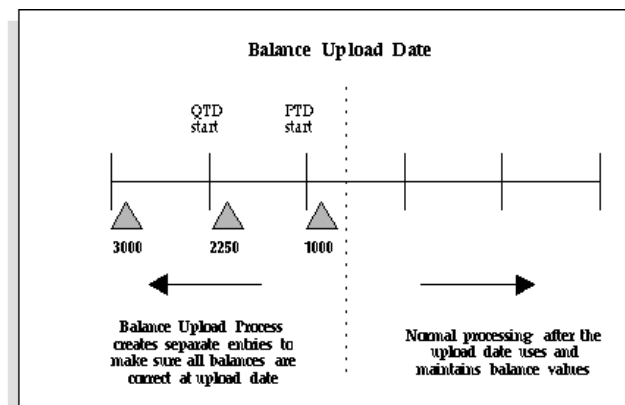 Balance Upload Date
QTD PTD
start start
3000 2250 1000
Balance Upload Process
creates separate entries to
make sure all balances are
correct at upload date
Normal processing after the
upload date uses and
maintains balance values